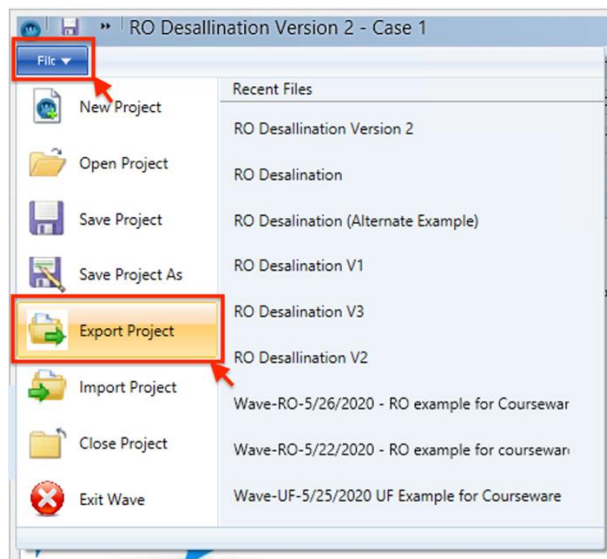 RO Desallination Version 2 - Case 1
File
New Project
Open Project
Save Project
Save Project As
Export Project
Import Project
Close Project
Exit Wave
Recent Files
RO Desallination Version 2
RO Desalination
RO Desalination (Alternate Example)
RO Desalination V1
RO Desalination V3
RO Desallination V2
Wave-RO-5/26/2020 - RO example for Coursewar
Wave-RO-5/22/2020 - RO example for coursewar
Wave-UF-5/25/2020 UF Example for Courseware